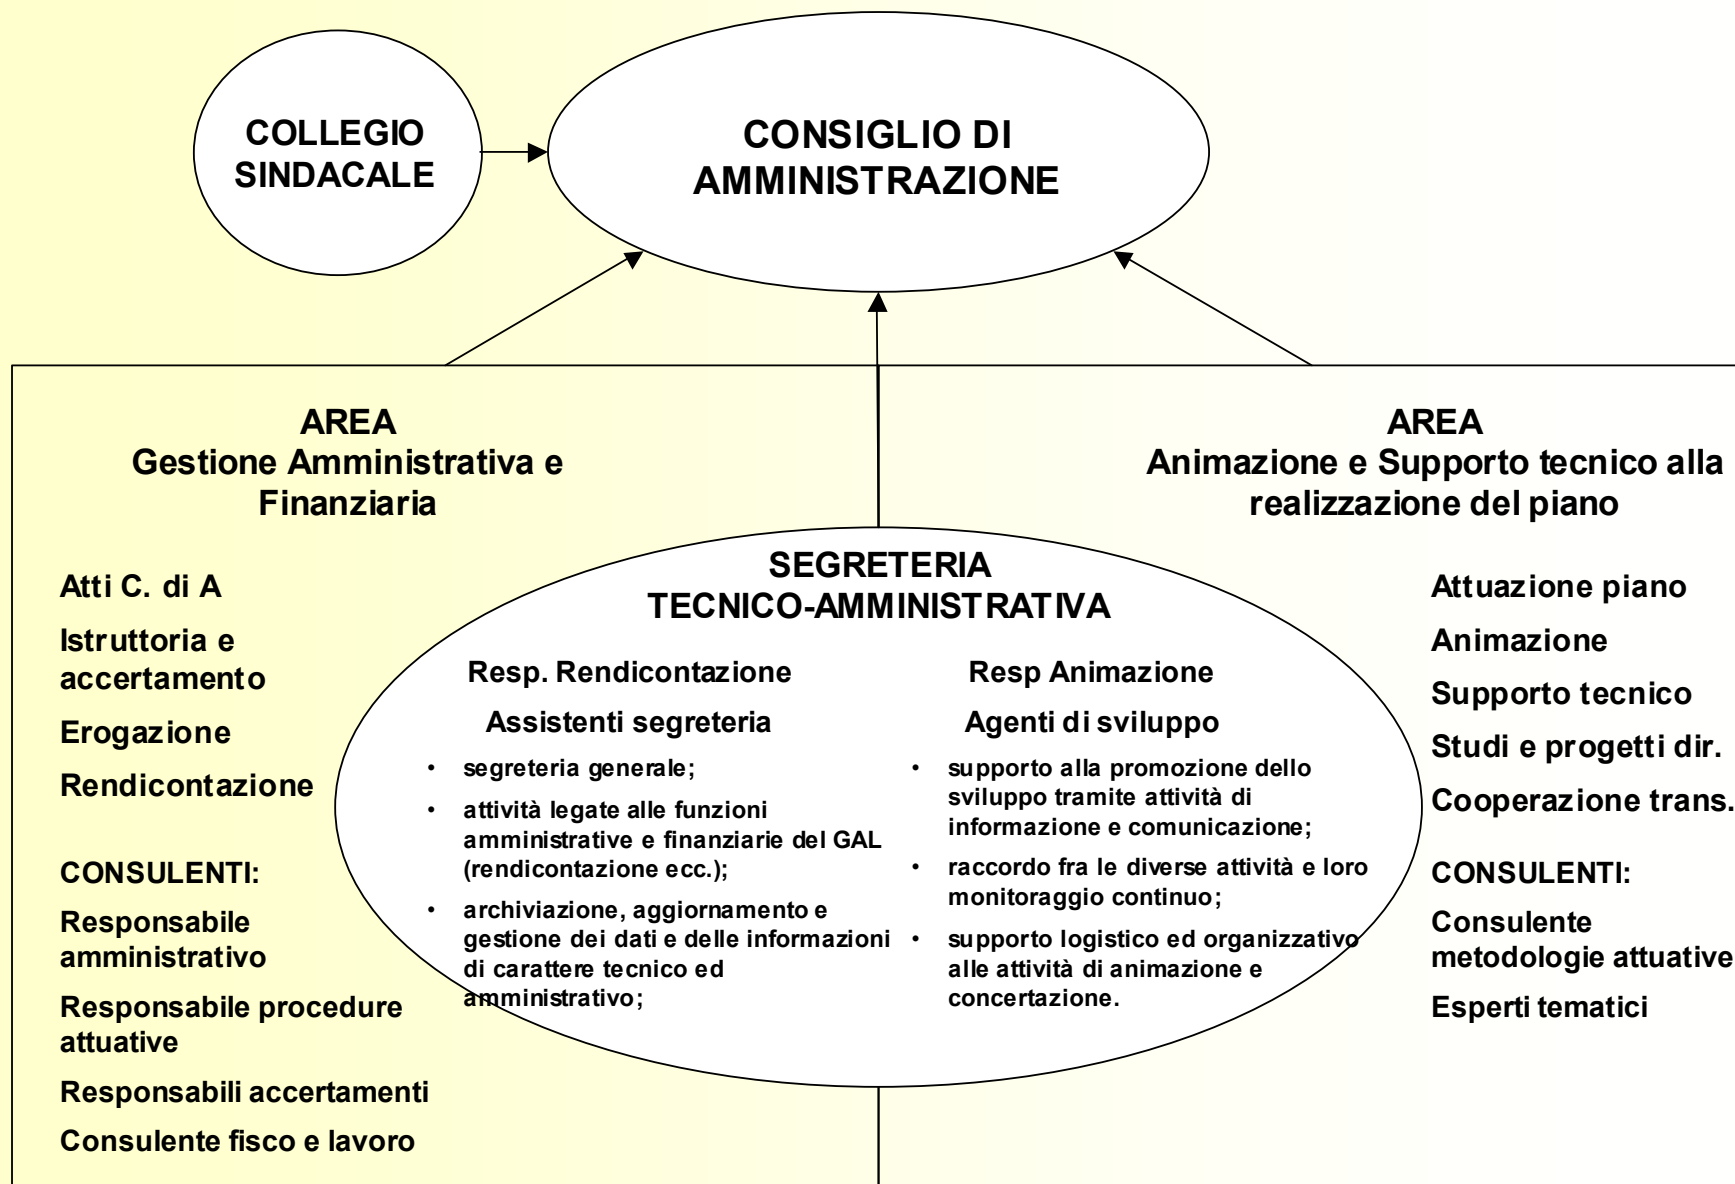 COLLEGIO
SINDACALE
CONSIGLIO DI
AMMINISTRAZIONE
AREA
Gestione Amministrativa e
Finanziaria
Atti C. di A
Istruttoria e
accertamento
Erogazione
Rendicontazione
CONSULENTI:
Responsabile
amministrativo
Responsabile procedure
attuative
Responsabili accertamenti
Consulente fisco e lavoro
SEGRETERIA
TECNICO-AMMINISTRATIVA
Resp. Rendicontazione
Assistenti segreteria
• segreteria generale;
• attività legate alle funzioni
amministrative e finanziarie del GAL
(rendicontazione ecc.);
• archiviazione, aggiornamento e
gestione dei dati e delle informazioni
di carattere tecnico ed
amministrativo;
Resp Animazione
Agenti di sviluppo
• supporto alla promozione dello
sviluppo tramite attività di
informazione e comunicazione;
• raccordo fra le diverse attività e loro
monitoraggio continuo;
• supporto logistico ed organizzativo
alle attività di animazione e
concertazione.
AREA
Animazione e Supporto tecnico alla
realizzazione del piano
Attuazione piano
Animazione
Supporto tecnico
Studi e progetti dir.
Cooperazione trans.
CONSULENTI:
Consulente
metodologie attuative
Esperti tematici